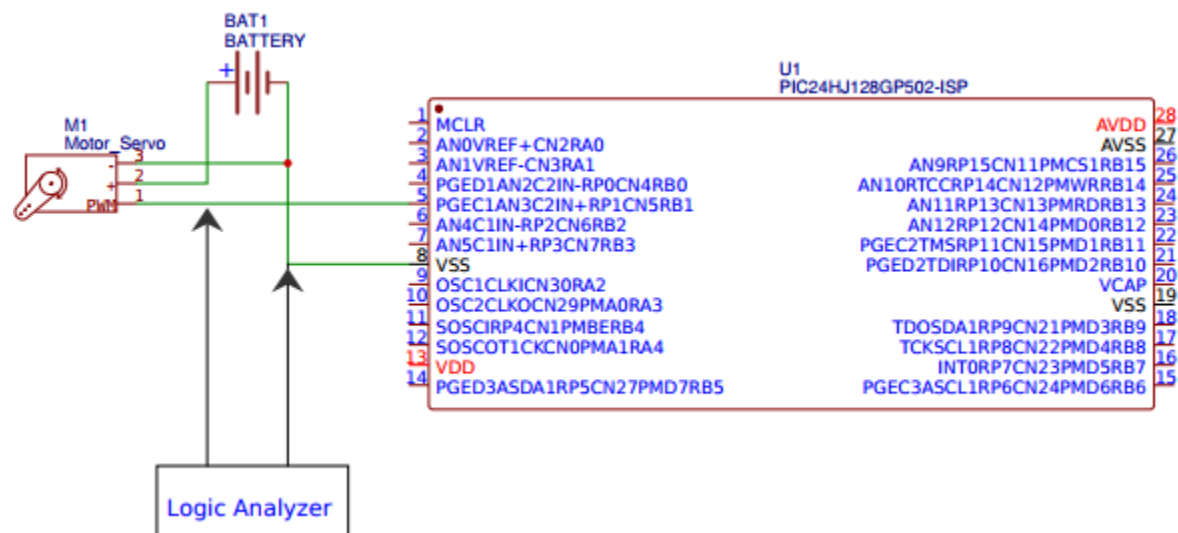 BAT1
BATTERY
+
M1
Motor_Servo
- 3
+ 2
PWM 1
U1
PIC24HJ128GP502-ISP
1 MCLR
2 AN0VREF+CN2RA0
3 AN1VREF-CN3RA1
4 PGED1AN2C2IN-RP0CN4RB0
5 PGEC1AN3C2IN+RP1CN5RB1
6 AN4C1IN-RP2CN6RB2
7 AN5C1IN+RP3CN7RB3
8 VSS
9 OSC1CLKICN30RA2
10 OSC2CLKOCN29PMA0RA3
11 SOSCIRP4CN1PMBERB4
12 SOSCOT1CKCN0PMA1RA4
13 VDD
14 PGED3ASDA1RP5CN27PMD7RB5
AVDD 28
AVSS 27
AN9RP15CN11PMCS1RB15 26
AN10RTCCRP14CN12PMWRRB14 25
AN11RP13CN13PMRDRB13 24
AN12RP12CN14PMD0RB12 23
PGEC2TMSRP11CN15PMD1RB11 22
PGED2TDIRP10CN16PMD2RB10 21
VCAP 20
VSS 19
TDOSDA1RP9CN21PMD3RB9 18
TCKSCL1RP8CN22PMD4RB8 17
INT0RP7CN23PMD5RB7 16
PGEC3ASCL1RP6CN24PMD6RB6 15
Logic Analyzer